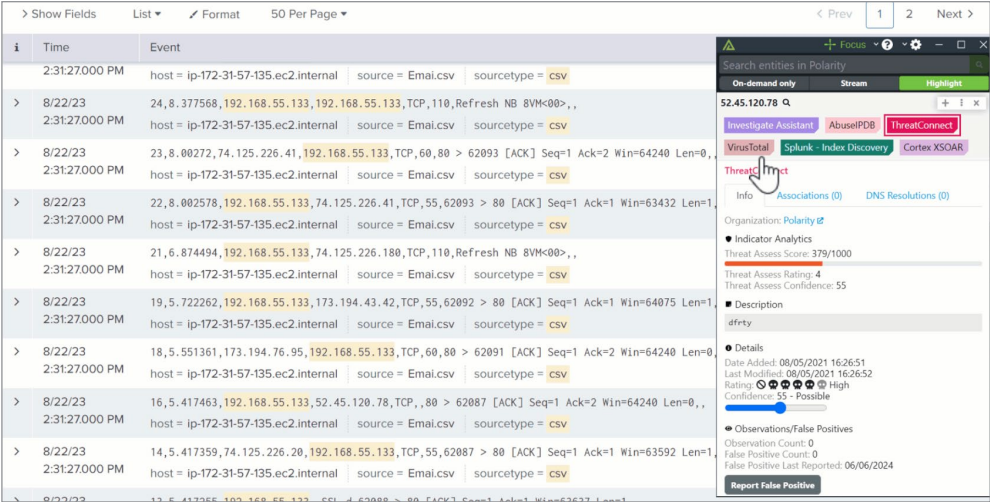 > Show Fields List ▾ Format 50 Per Page ▾ < Prev 1 2 Next >
i Time Event
2:31:27.000 PM host = ip-172-31-57-135.ec2.internal source = Emai.csv sourcetype = csv
> 8/22/23 24,8.377568,192.168.55.133,192.168.55.133,TCP,110,Refresh NB 8VM<00>,,
2:31:27.000 PM host = ip-172-31-57-135.ec2.internal source = Emai.csv sourcetype = csv
> 8/22/23 23,8.00272,74.125.226.41,192.168.55.133,TCP,60,80 > 62093 [ACK] Seq=1 Ack=2 Win=64240 Len=0,,
2:31:27.000 PM host = ip-172-31-57-135.ec2.internal source = Emai.csv sourcetype = csv
> 8/22/23 22,8.002578,192.168.55.133,74.125.226.41,TCP,55,62093 > 80 [ACK] Seq=1 Ack=1 Win=63432 Len=1,
2:31:27.000 PM host = ip-172-31-57-135.ec2.internal source = Emai.csv sourcetype = csv
> 8/22/23 21,6.874494,192.168.55.133,74.125.226.180,TCP,110,Refresh NB 8VM<00>,,
2:31:27.000 PM host = ip-172-31-57-135.ec2.internal source = Emai.csv sourcetype = csv
> 8/22/23 19,5.722262,192.168.55.133,173.194.43.42,TCP,55,62092 > 80 [ACK] Seq=1 Ack=1 Win=64075 Len=1,
2:31:27.000 PM host = ip-172-31-57-135.ec2.internal source = Emai.csv sourcetype = csv
> 8/22/23 18,5.551361,173.194.76.95,192.168.55.133,TCP,60,80 > 62091 [ACK] Seq=1 Ack=2 Win=64240 Len=0,
2:31:27.000 PM host = ip-172-31-57-135.ec2.internal source = Emai.csv sourcetype = csv
> 8/22/23 16,5.417463,192.168.55.133,52.45.120.78,TCP,,80 > 62087 [ACK] Seq=1 Ack=2 Win=64240 Len=0,,
2:31:27.000 PM host = ip-172-31-57-135.ec2.internal source = Emai.csv sourcetype = csv
> 8/22/23 14,5.417359,74.125.226.20,192.168.55.133,TCP,55,62087 > 80 [ACK] Seq=1 Ack=1 Win=63592 Len=1,
2:31:27.000 PM host = ip-172-31-57-135.ec2.internal source = Emai.csv sourcetype = csv
Focus
Search entities in Polarity
On-demand only Stream Highlight
52.45.120.78
Investigate Assistant AbuseIPDB ThreatConnect
VirusTotal Splunk - Index Discovery Cortex XSOAR
Info Associations (0) DNS Resolutions (0)
Organization: Polarity
Indicator Analytics
Threat Assess Score: 379/1000
Threat Assess Rating: 4
Threat Assess Confidence: 55
Description
dfrty
Details
Date Added: 08/05/2021 16:26:51
Last Modified: 08/05/2021 16:26:52
Rating: High
Confidence: 55 - Possible
Observations/False Positives
Observation Count: 0
False Positive Count: 0
False Positive Last Reported: 06/06/2024
Report False Positive